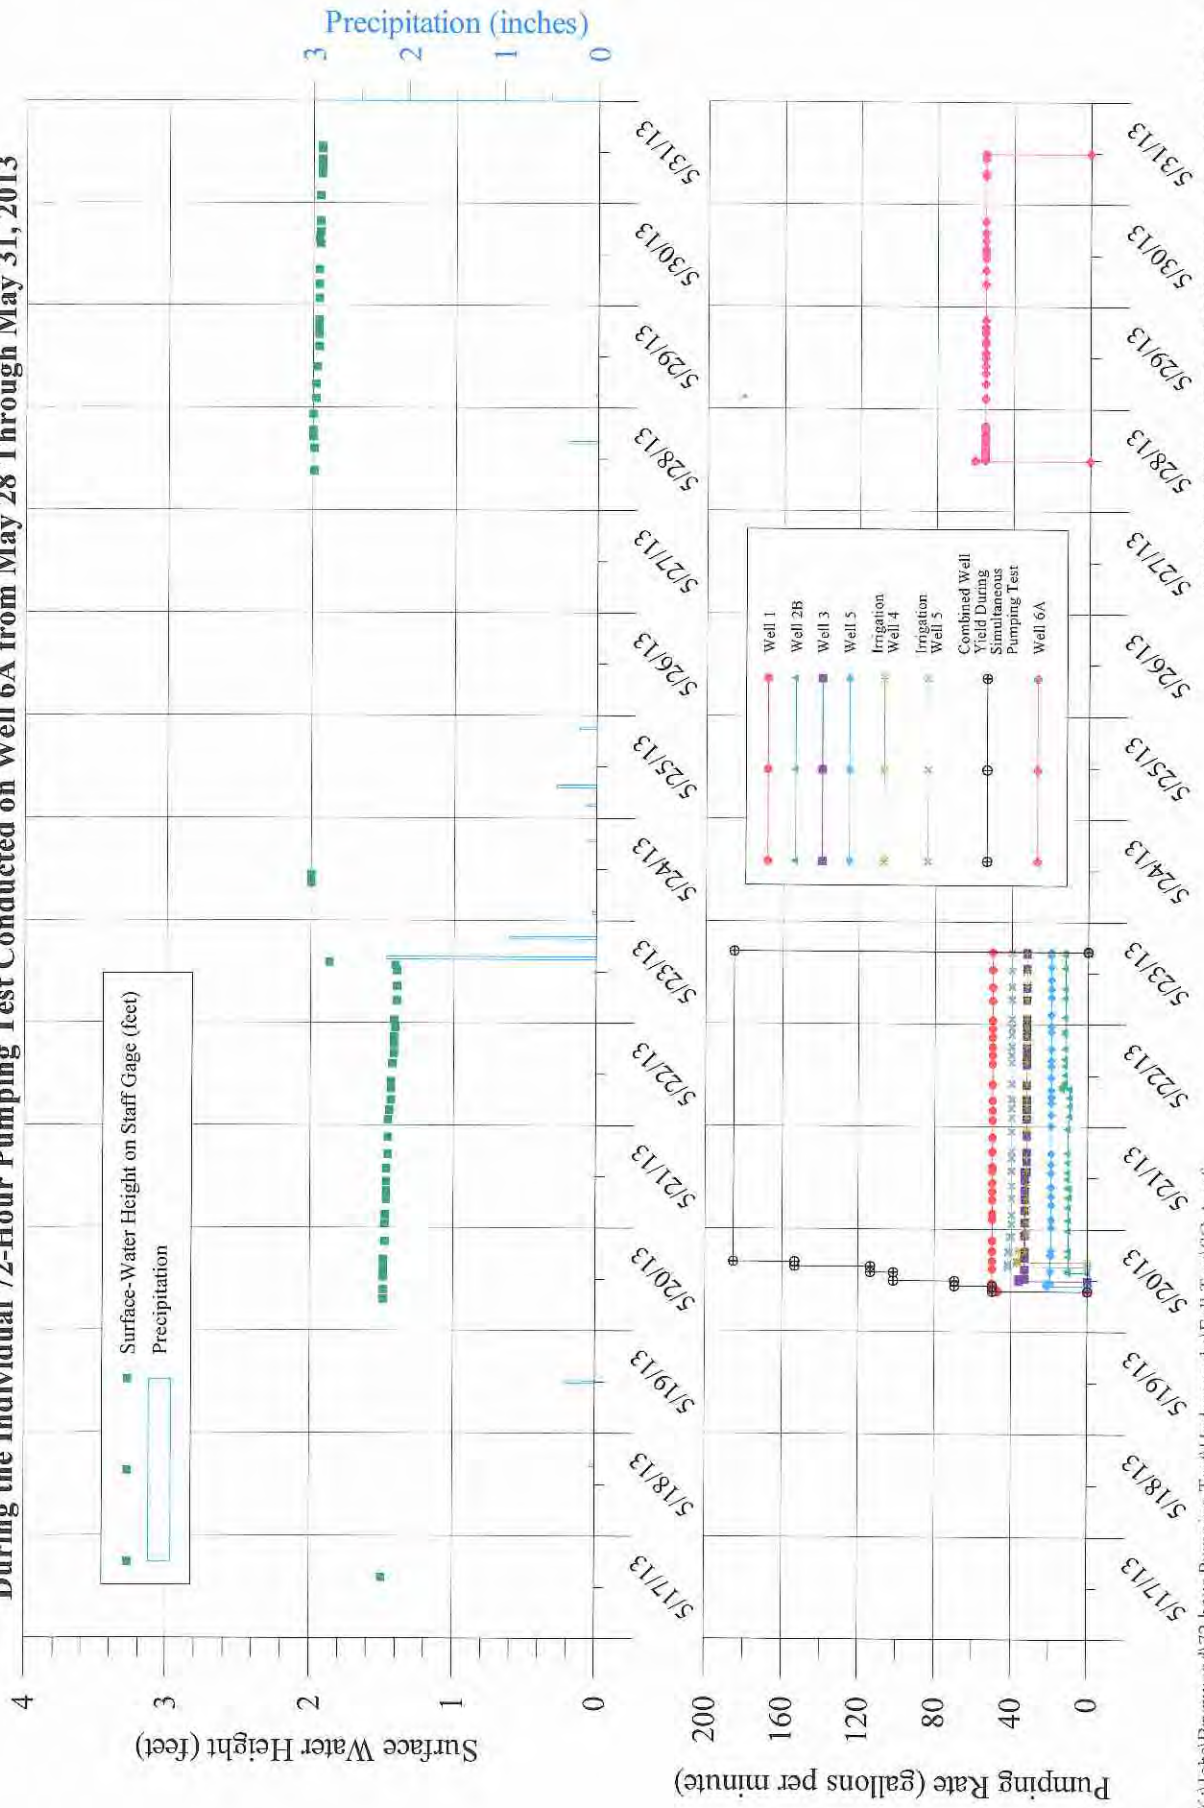 During the Individual 72-Hour Pumping Test Conducted on Well 6A from May 28 Through May 31, 2013
Surface Water Height (feet)
4
3
2
1
0
Surface-Water Height on Staff Gage (feet)
Precipitation
Precipitation (inches)
3
2
1
0
5/17/13
5/18/13
5/19/13
5/20/13
5/21/13
5/22/13
5/23/13
5/24/13
5/25/13
5/26/13
5/27/13
5/28/13
5/29/13
5/30/13
5/31/13
Pumping Rate (gallons per minute)
200
160
120
80
40
0
Well 1
Well 2B
Well 3
Well 5
Irrigation
Well 4
Irrigation
Well 5
Combined Well
Yield During
Simultaneous
Pumping Test
Well 6A
5/17/13
5/18/13
5/19/13
5/20/13
5/21/13
5/22/13
5/23/13
5/24/13
5/25/13
5/26/13
5/27/13
5/28/13
5/29/13
5/30/13
5/31/13